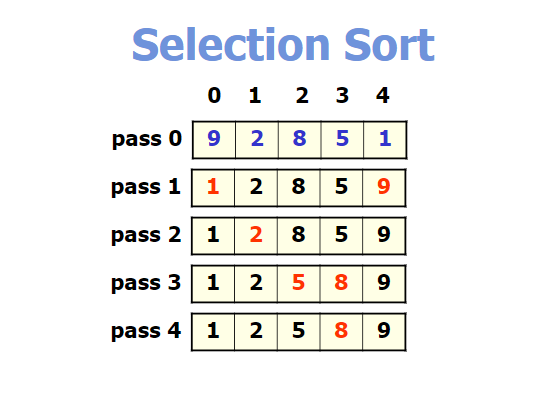 Selection Sort
0 1 2 3 4
pass 0 9 2 8 5 1
pass 1 1 2 8 5 9
pass 2 1 2 8 5 9
pass 3 1 2 5 8 9
pass 4 1 2 5 8 9